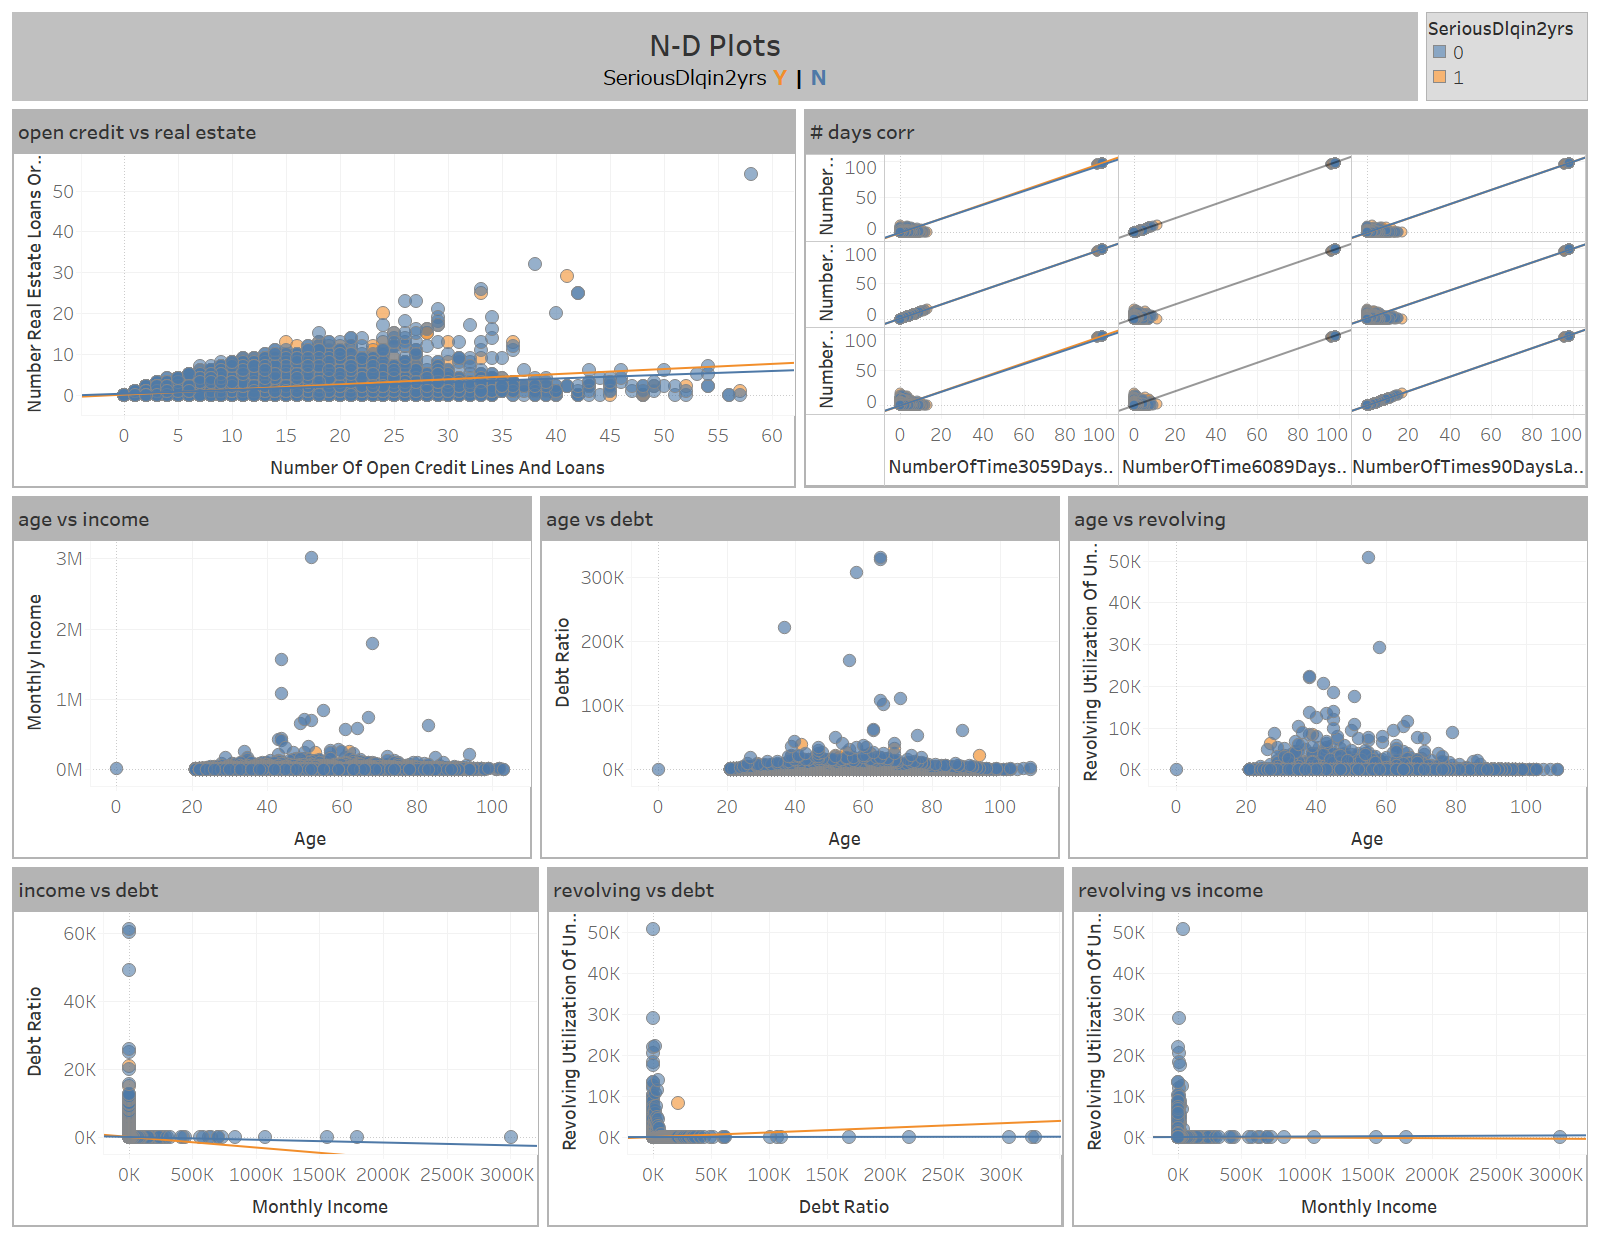 N-D Plots
SeriousDlqin2yrs Y | N
SeriousDlqin2yrs
0
1
open credit vs real estate
Number Real Estate Loans Or..
50
40
30
20
10
0
0 5 10 15 20 25 30 35 40 45 50 55 60
Number Of Open Credit Lines And Loans
# days corr
Number..
100
50
0
Number..
100
50
0
Number..
100
50
0
0 20 40 60 80 100 0 20 40 60 80 100 0 20 40 60 80 100
NumberOfTime3059Days.. NumberOfTime6089Days.. NumberOfTimes90DaysLa..
age vs income
Monthly Income
3M
2M
1M
0M
0 20 40 60 80 100
Age
age vs debt
Debt Ratio
300K
200K
100K
0K
0 20 40 60 80 100
Age
age vs revolving
Revolving Utilization Of Un..
50K
40K
30K
20K
10K
0K
0 20 40 60 80 100
Age
income vs debt
Debt Ratio
60K
40K
20K
0K
0K 500K 1000K 1500K 2000K 2500K 3000K
Monthly Income
revolving vs debt
Revolving Utilization Of Un..
50K
40K
30K
20K
10K
0K
0K 50K 100K 150K 200K 250K 300K
Debt Ratio
revolving vs income
Revolving Utilization Of Un..
50K
40K
30K
20K
10K
0K
0K 500K 1000K 1500K 2000K 2500K 3000K
Monthly Income